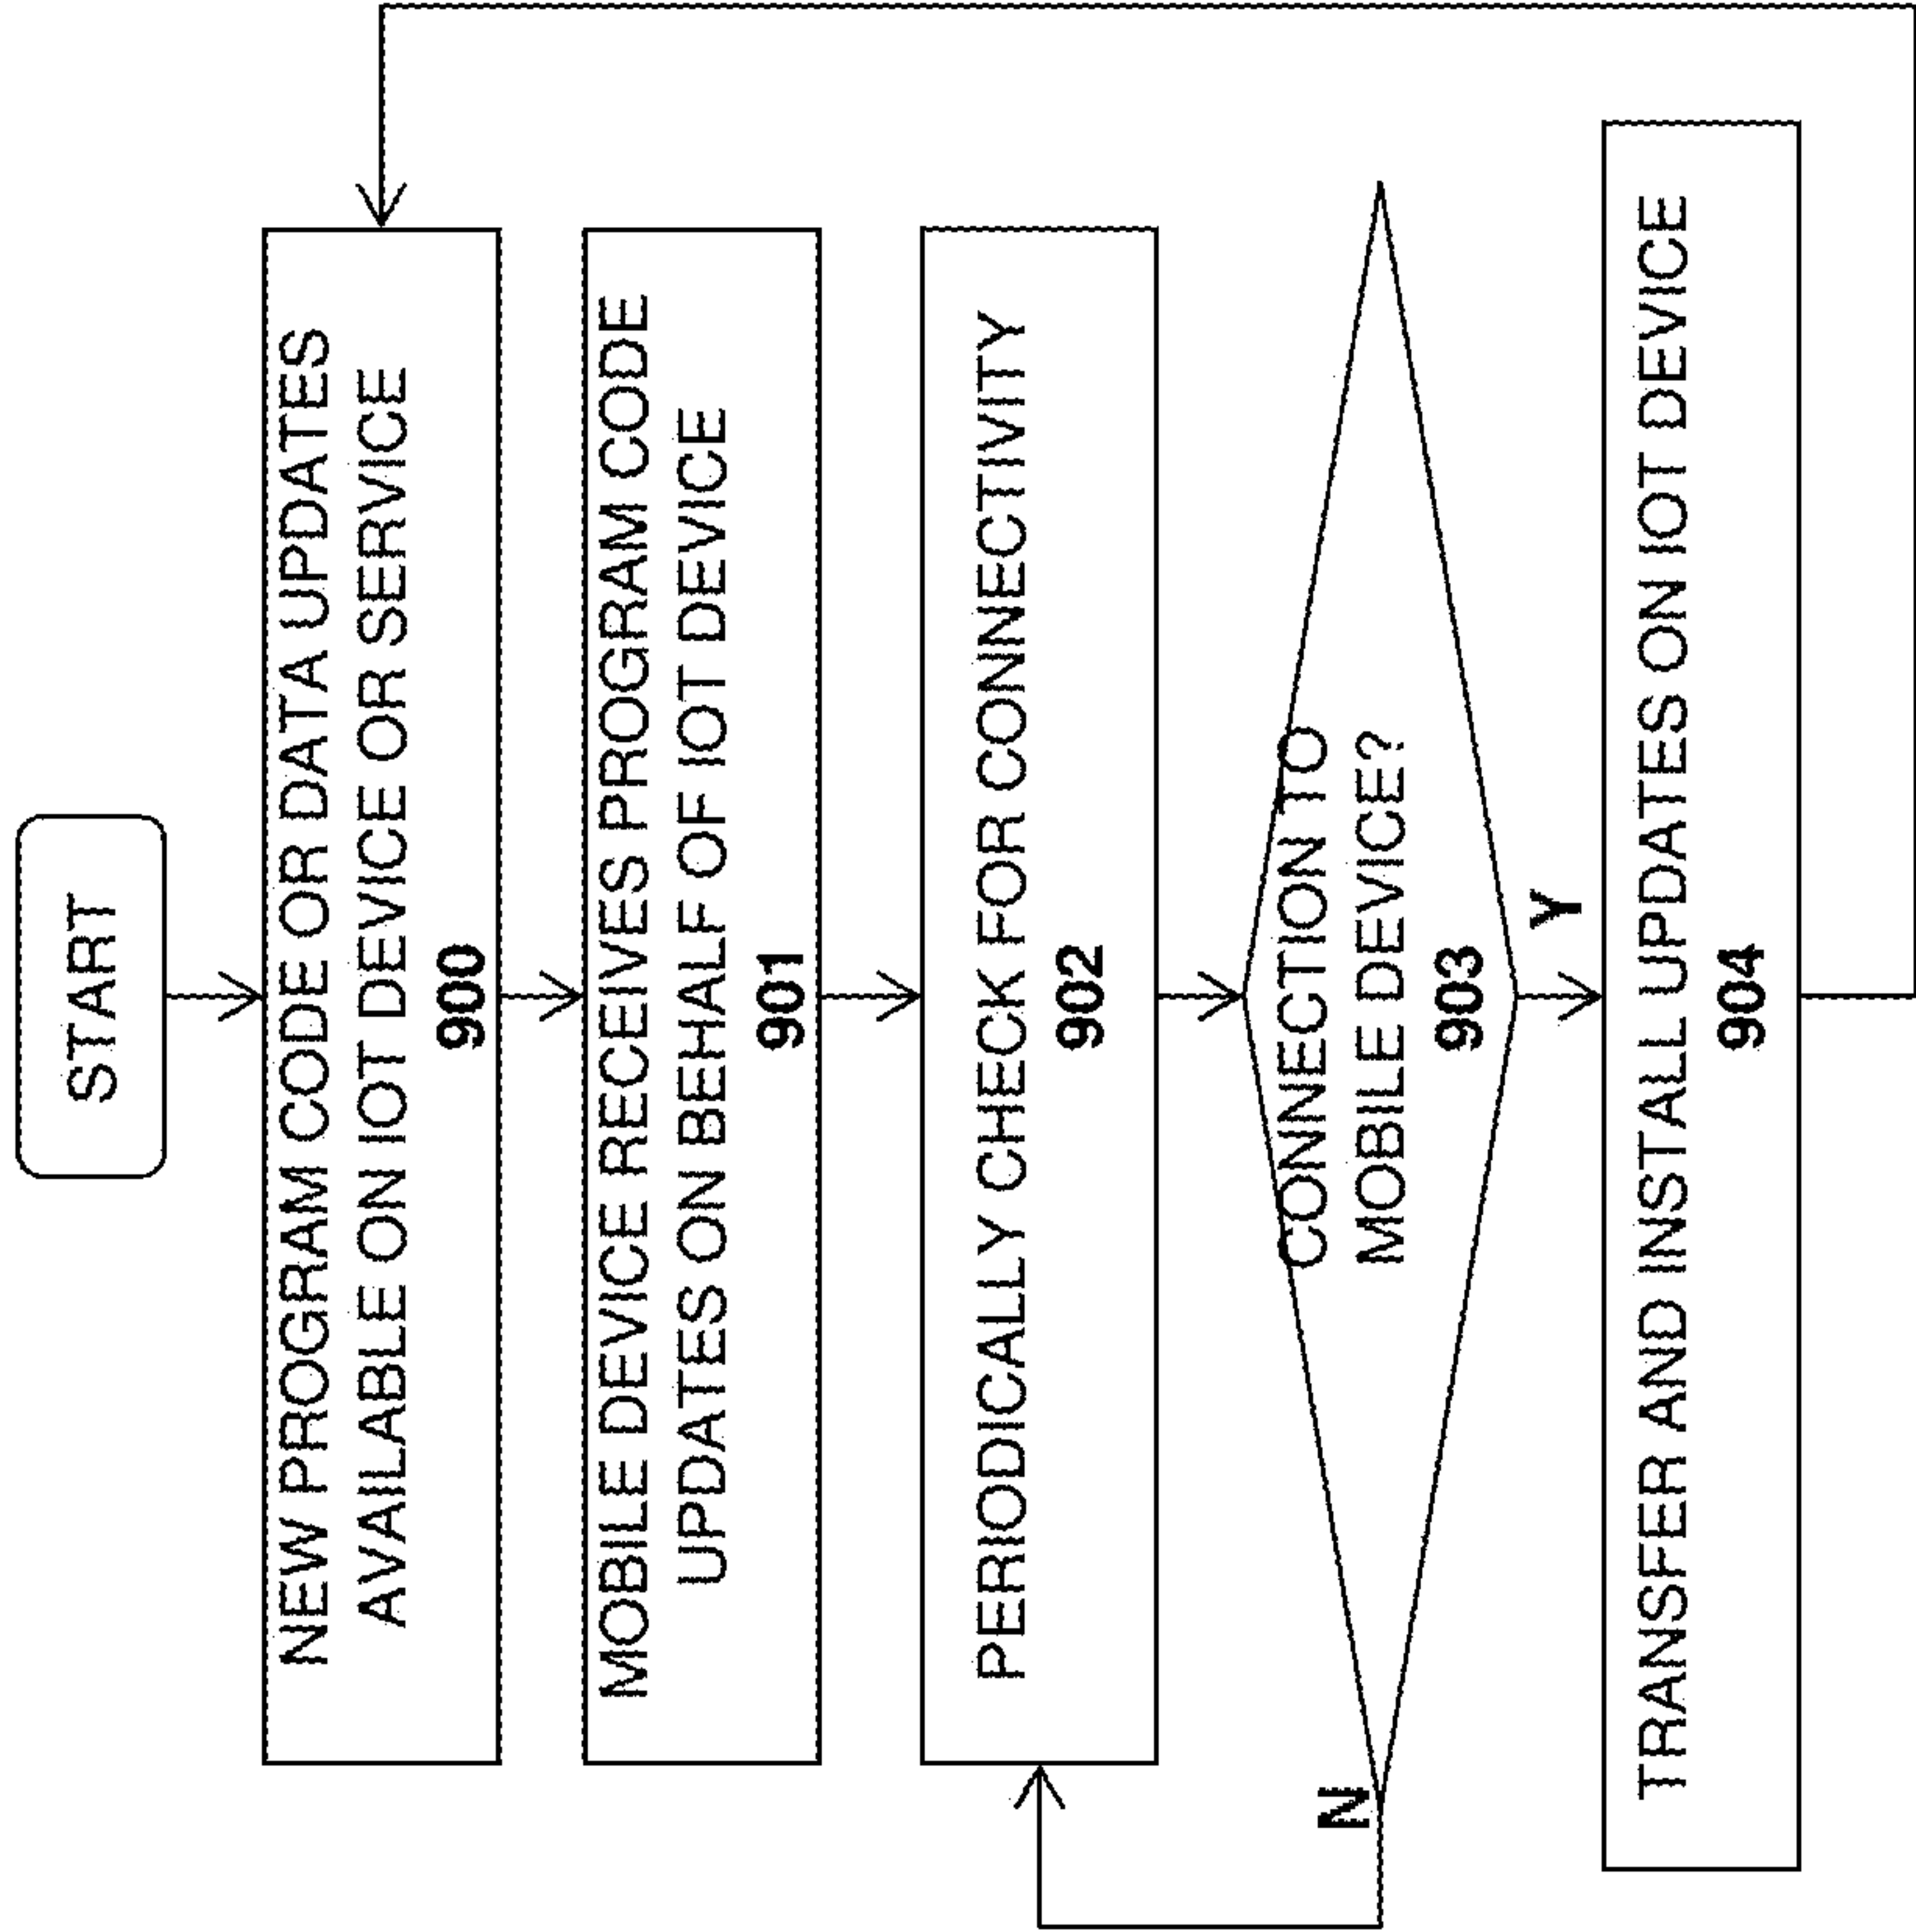 START
NEW PROGRAM CODE OR DATA UPDATES
AVAILABLE ON IOT DEVICE OR SERVICE
900
MOBILE DEVICE RECEIVES PROGRAM CODE
UPDATES ON BEHALF OF IOT DEVICE
901
PERIODICALLY CHECK FOR CONNECTIVITY
902
CONNECTION TO
MOBILE DEVICE?
903
N
Y
TRANSFER AND INSTALL UPDATES ON IOT DEVICE
904